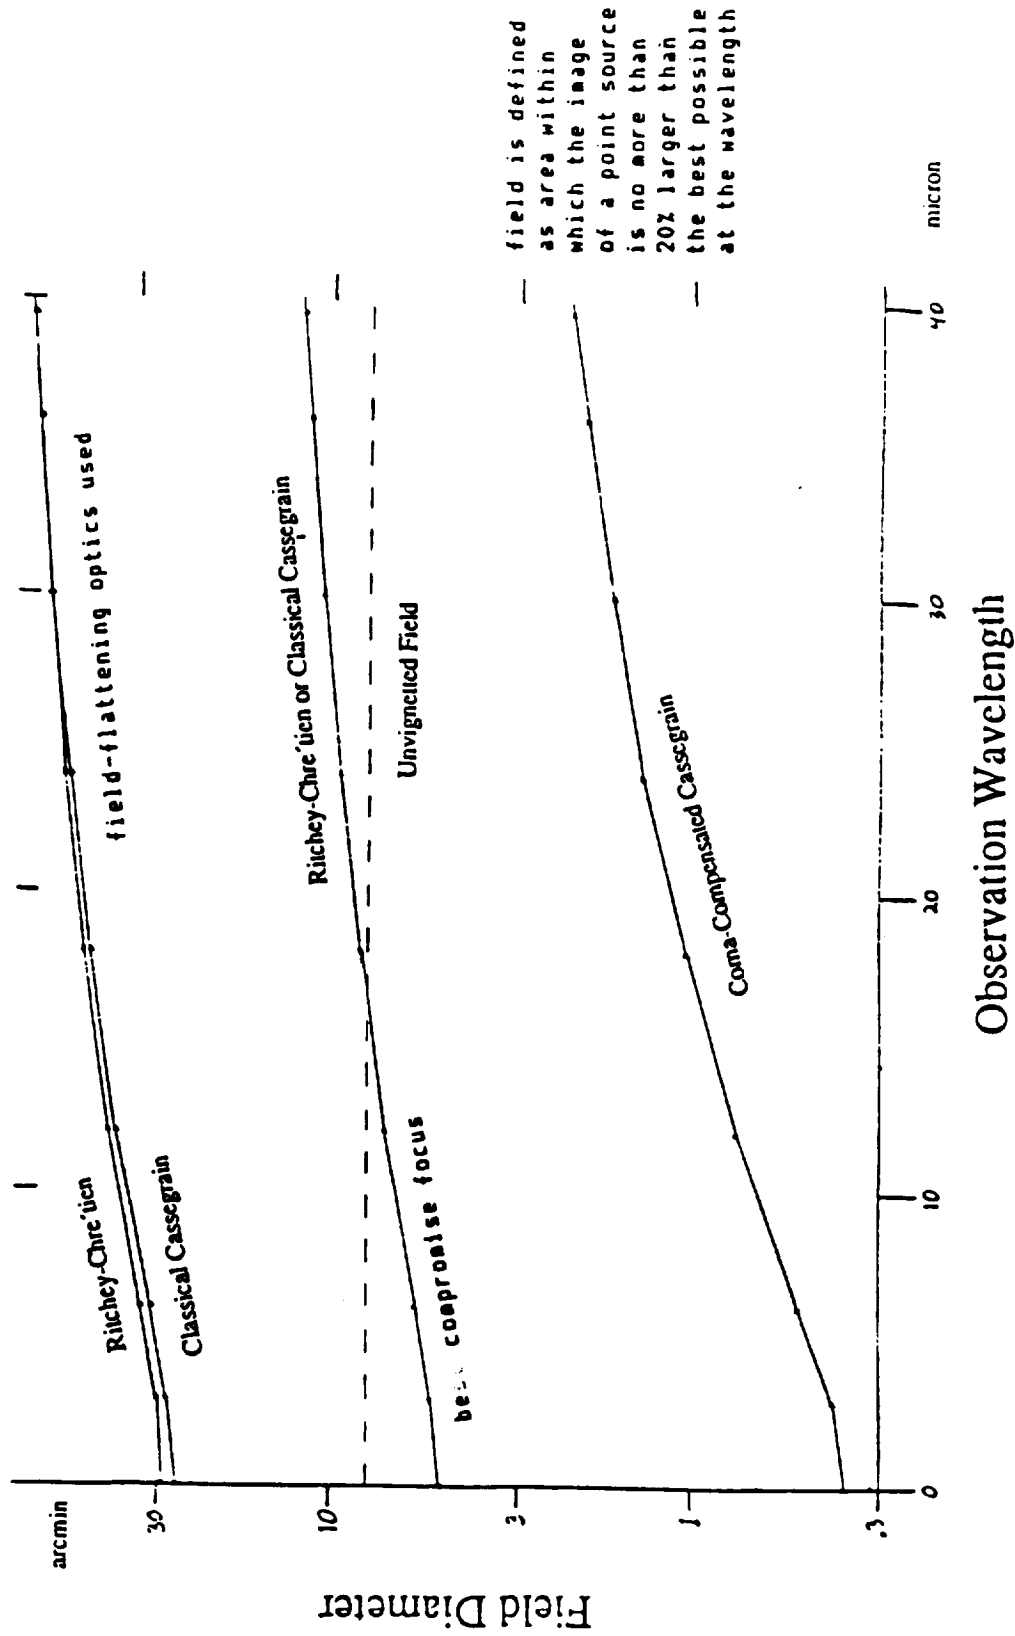 field is defined
as area within
which the image
of a point source
is no more than
20% larger than
the best possible
at the wavelength
arcmin
30
10
3
1
.3
Field Diameter
Ritchey-Chre´tien
Classical Cassegrain
field-flattening optics used
Ritchey-Chre´tien or Classical Cassegrain
Unvignetted Field
compromise focus
Coma-Compensated Cassegrain
0
10
20
30
40
micron
Observation Wavelength